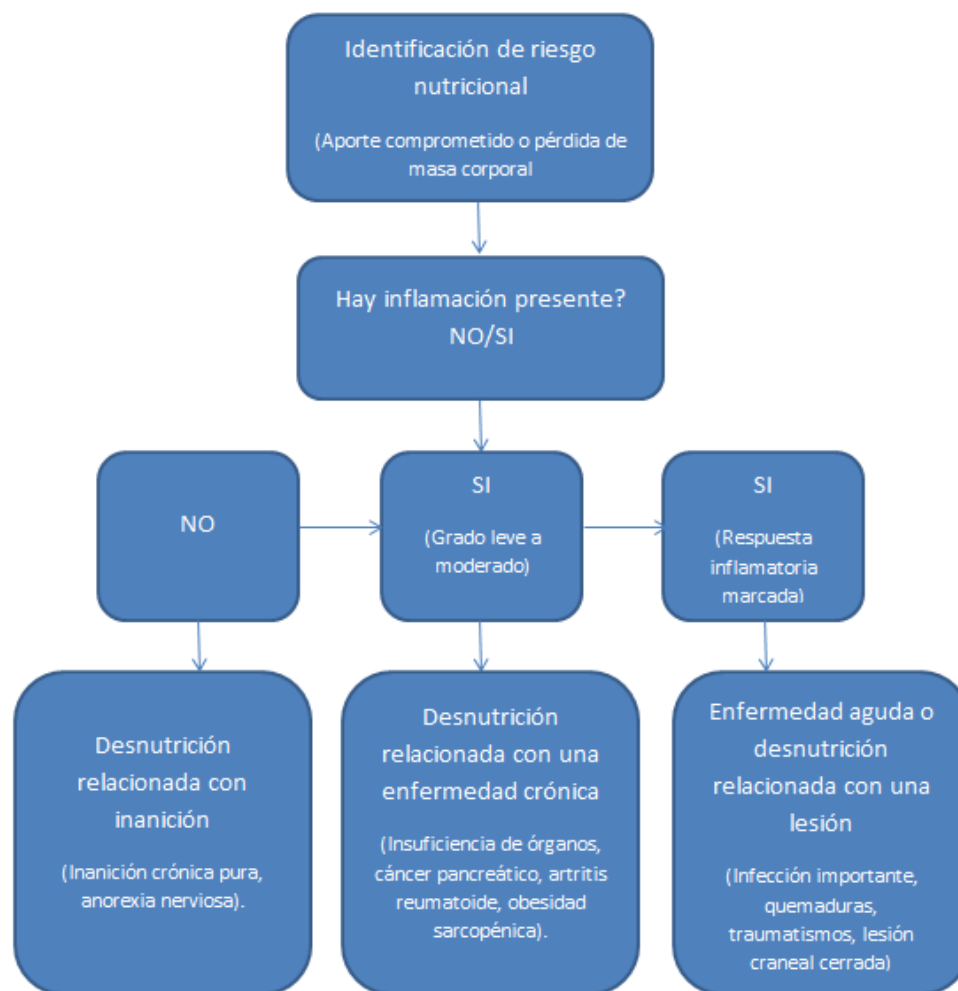 Identificación de riesgo
nutricional
(Aporte comprometido o pérdida de
masa corporal
Hay inflamación presente?
NO/SI
NO
SI
(Grado leve a
moderado)
SI
(Respuesta
inflamatoria
marcada)
Desnutrición
relacionada con
inanición
(Inanición crónica pura,
anorexia nerviosa).
Desnutrición
relacionada con una
enfermedad crónica
(Insuficiencia de órganos,
cáncer pancreático, artritis
reumatoide, obesidad
sarcopénica).
Enfermedad aguda o
desnutrición
relacionada con una
lesión
(Infección importante,
quemaduras,
traumatismos, lesión
craneal cerrada)